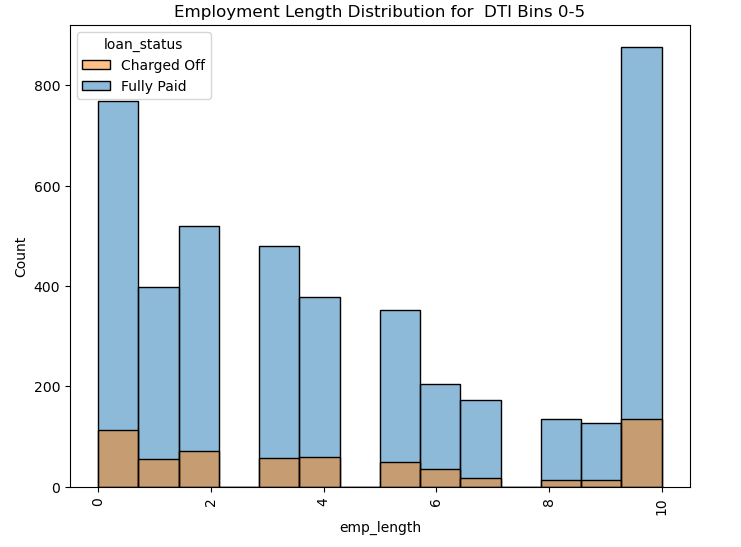 Employment Length Distribution for  DTI Bins 0-5
loan_status
Charged Off
Fully Paid
800
600
400
200
0
Count
0
2
4
6
8
10
emp_length